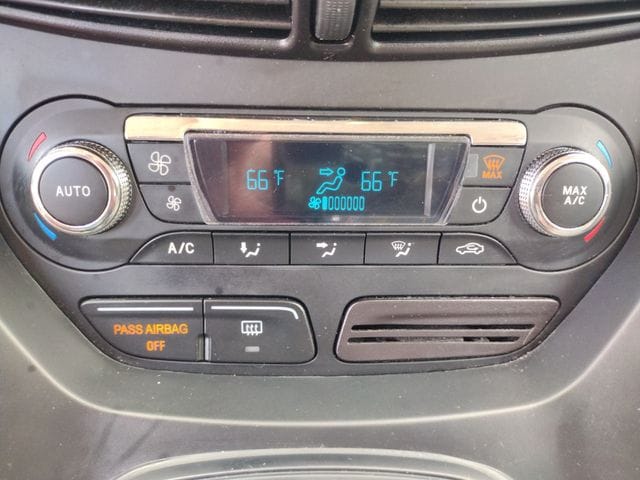 AUTO
66°F 66°F
MAX
MAX
A/C
A/C
PASS AIRBAG
OFF